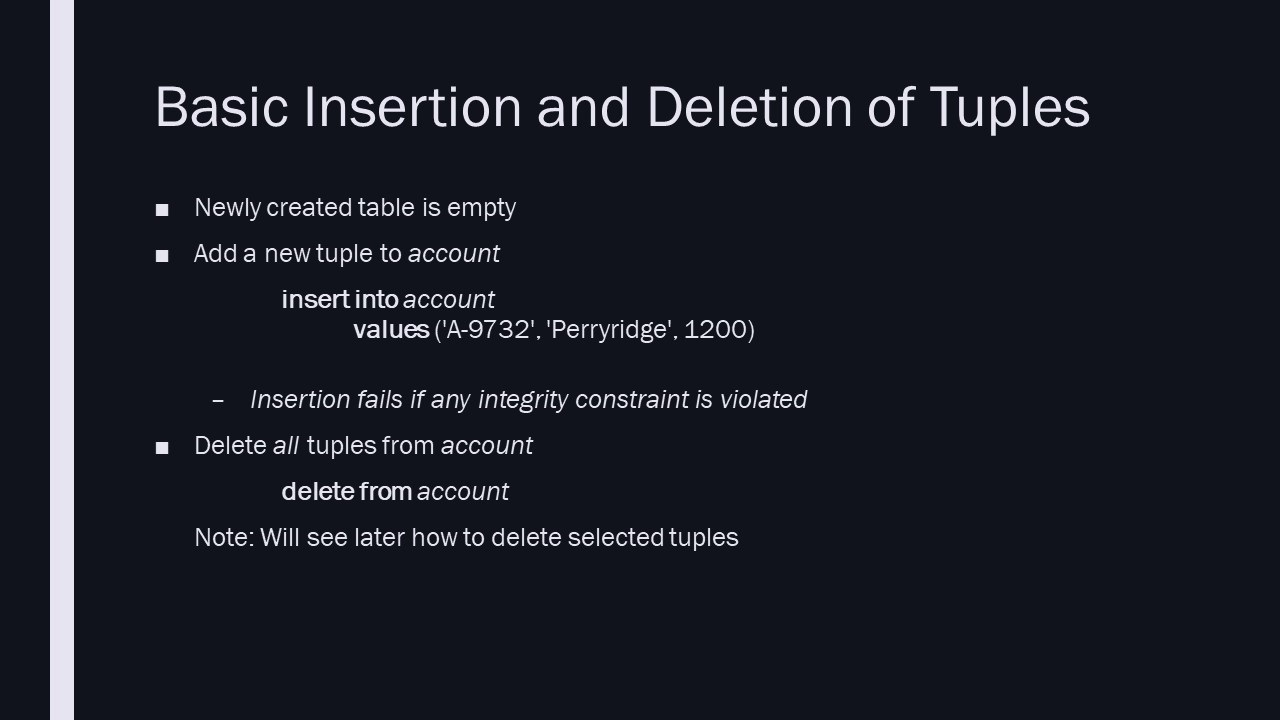 Basic Insertion and Deletion of Tuples
■ Newly created table is empty
■ Add a new tuple to account
insert into account
values ('A-9732', 'Perryridge', 1200)
– Insertion fails if any integrity constraint is violated
■ Delete all tuples from account
delete from account
Note: Will see later how to delete selected tuples